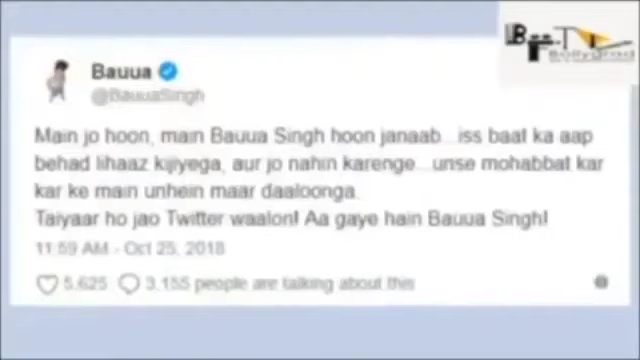 Bollygrad
Bauua
@BauuaSingh
Main jo hoon, main Bauua Singh hoon janaab...iss baat ka aap
behad lihaaz kijiyega, aur jo nahin karenge...unse mohabbat kar
kar ke main unhein maar daaloonga.
Taiyaar ho jao Twitter waalon! Aa gaye hain Bauua Singh!
11:59 AM - Oct 25, 2018
5,625 3,155 people are talking about this